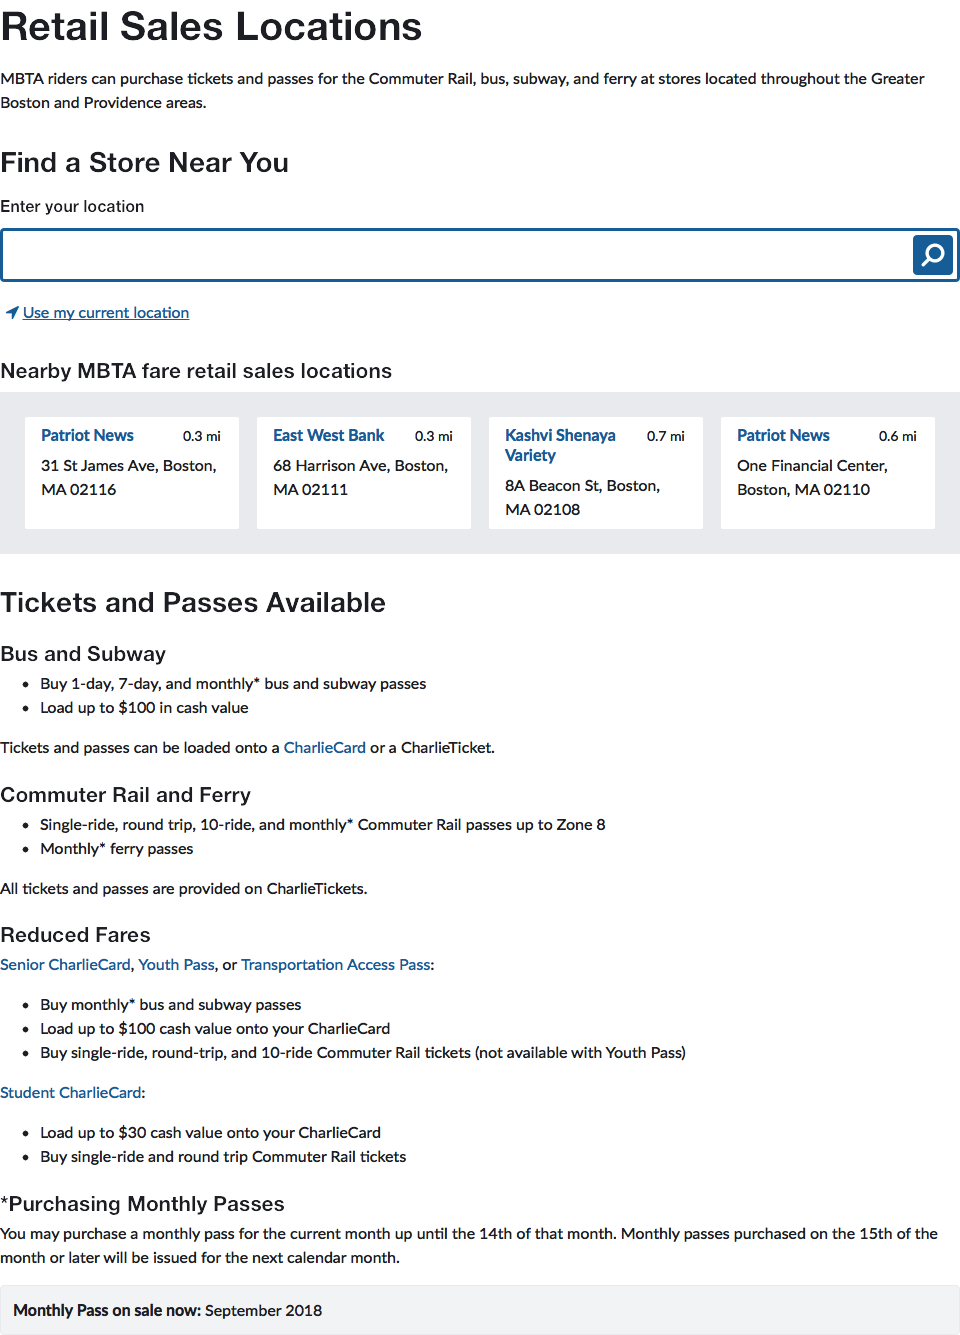 Retail Sales Locations
MBTA riders can purchase tickets and passes for the Commuter Rail, bus, subway, and ferry at stores located throughout the Greater
Boston and Providence areas.
Find a Store Near You
Enter your location
Use my current location
Nearby MBTA fare retail sales locations
Patriot News 0.3 mi
31 St James Ave, Boston,
MA 02116
East West Bank 0.3 mi
68 Harrison Ave, Boston,
MA 02111
Kashvi Shenaya 0.7 mi
Variety
8A Beacon St, Boston,
MA 02108
Patriot News 0.6 mi
One Financial Center,
Boston, MA 02110
Tickets and Passes Available
Bus and Subway
• Buy 1-day, 7-day, and monthly* bus and subway passes
• Load up to $100 in cash value
Tickets and passes can be loaded onto a CharlieCard or a CharlieTicket.
Commuter Rail and Ferry
• Single-ride, round trip, 10-ride, and monthly* Commuter Rail passes up to Zone 8
• Monthly* ferry passes
All tickets and passes are provided on CharlieTickets.
Reduced Fares
Senior CharlieCard, Youth Pass, or Transportation Access Pass:
• Buy monthly* bus and subway passes
• Load up to $100 cash value onto your CharlieCard
• Buy single-ride, round-trip, and 10-ride Commuter Rail tickets (not available with Youth Pass)
Student CharlieCard:
• Load up to $30 cash value onto your CharlieCard
• Buy single-ride and round trip Commuter Rail tickets
*Purchasing Monthly Passes
You may purchase a monthly pass for the current month up until the 14th of that month. Monthly passes purchased on the 15th of the
month or later will be issued for the next calendar month.
Monthly Pass on sale now: September 2018